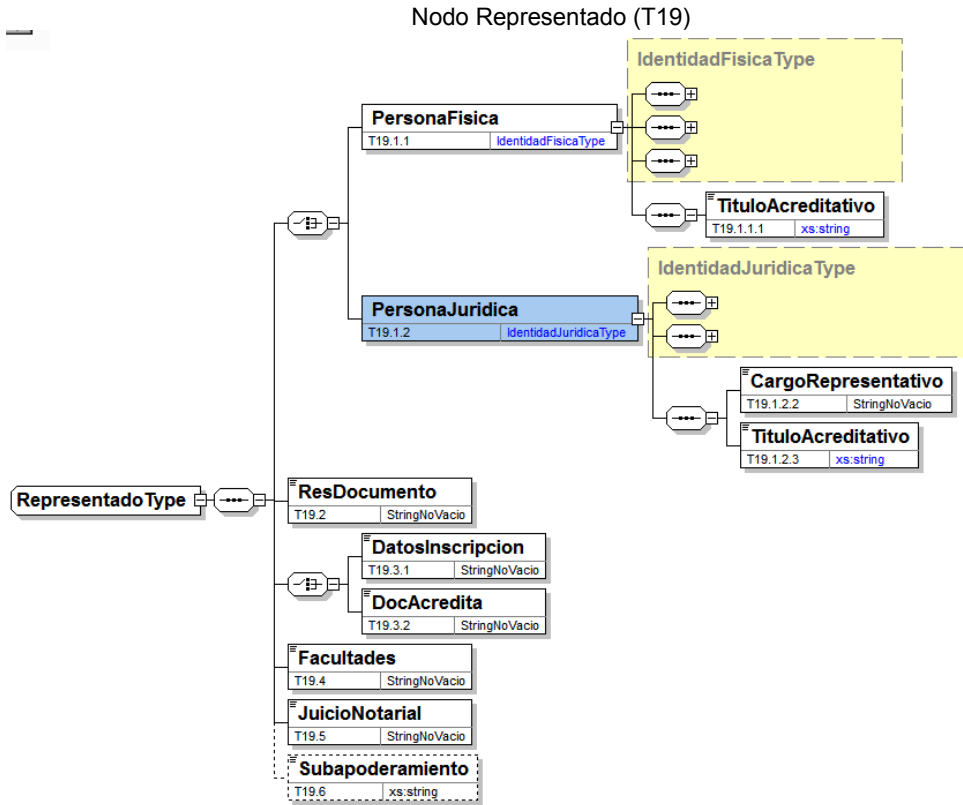 Nodo Representado (T19)
IdentidadFisicaType
PersonaFisica
T19.1.1 IdentidadFisicaType
TituloAcreditativo
T19.1.1.1 xs:string
IdentidadJuridicaType
PersonaJuridica
T19.1.2 IdentidadJuridicaType
CargoRepresentativo
T19.1.2.2 StringNoVacio
TituloAcreditativo
T19.1.2.3 xs:string
RepresentadoType
ResDocumento
T19.2 StringNoVacio
DatosInscripcion
T19.3.1 StringNoVacio
DocAcredita
T19.3.2 StringNoVacio
Facultades
T19.4 StringNoVacio
JuicioNotarial
T19.5 StringNoVacio
Subapoderamiento
T19.6 xs:string